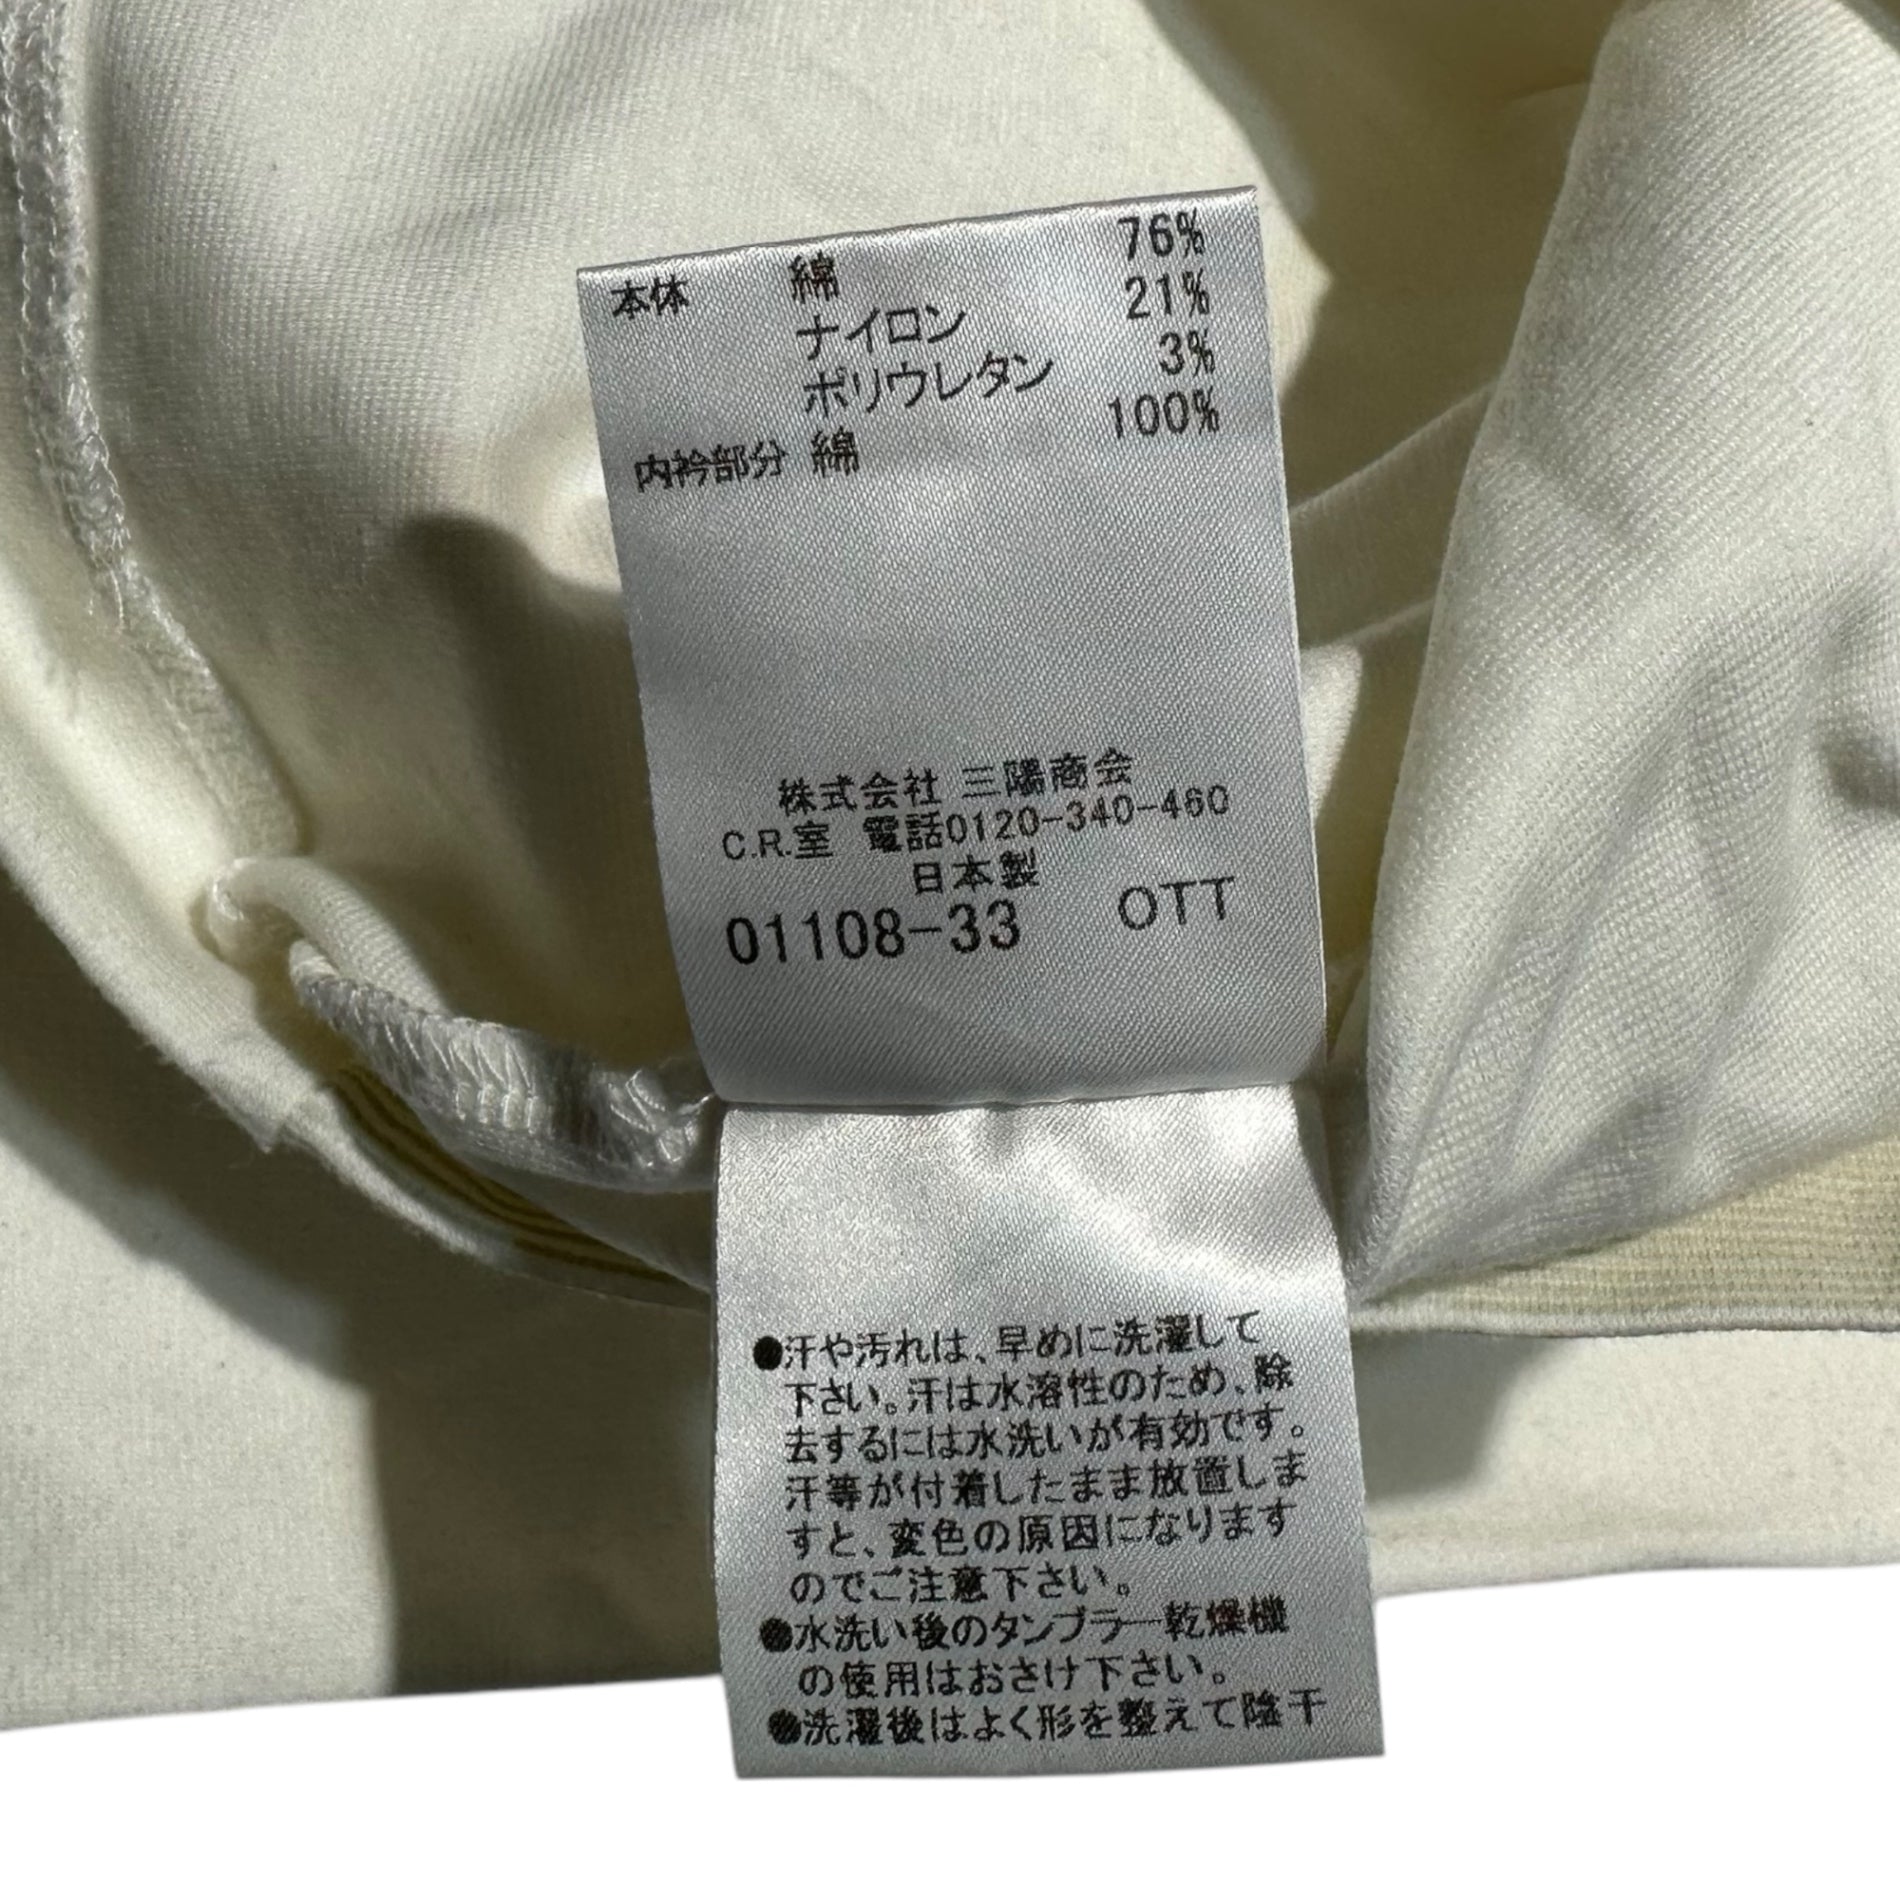 本体 綿 76%
ナイロン 21%
ポリウレタン 3%
内衿部分 綿 100%
株式会社 三陽商会
C.R.室 電話0120-340-460
日本製
01108-33 OTT
●汗や汚れは、早めに洗濯して
下さい。汗は水溶性のため、除
去するには水洗いが有効です。
汗等が付着したまま放置しま
すと、変色の原因になります
のでご注意下さい。
●水洗い後のタンブラー乾燥機
の使用はおさけ下さい。
●洗濯後はよく形を整えて陰干